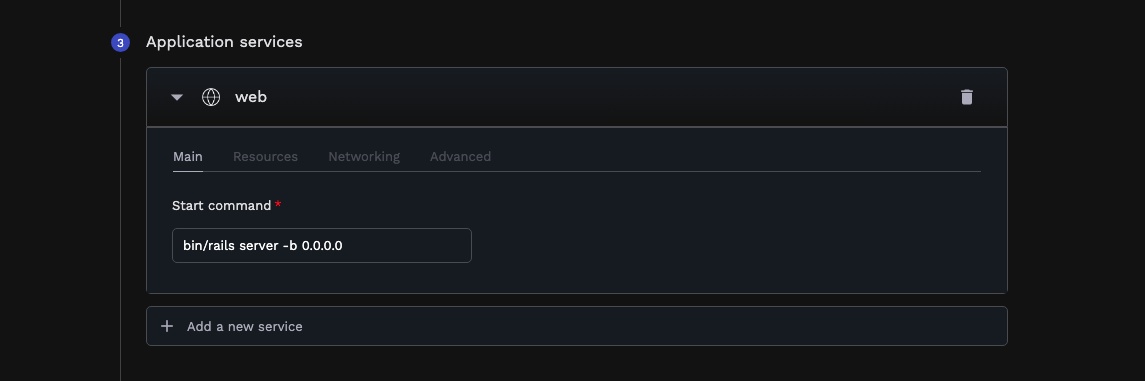 3 Application services
web
Main Resources Networking Advanced
Start command *
bin/rails server -b 0.0.0.0
+ Add a new service